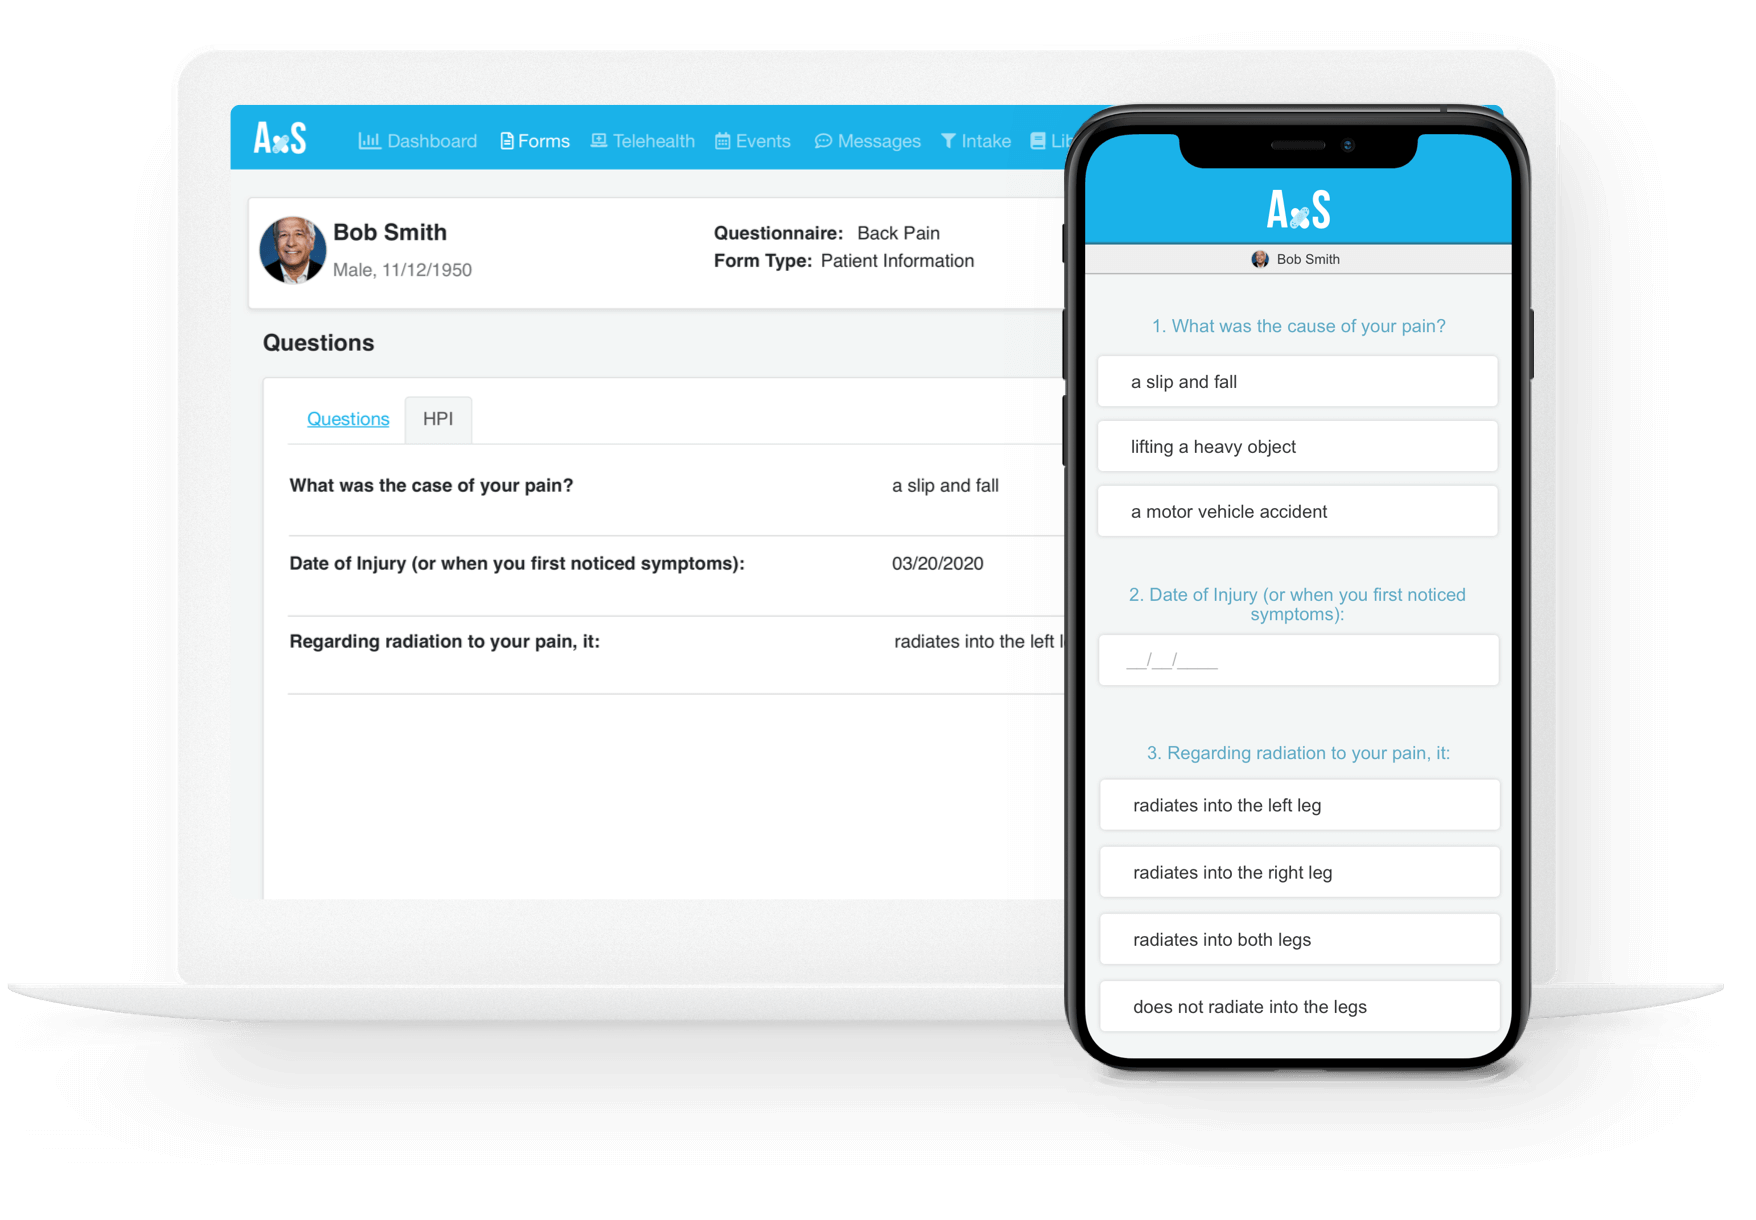 AxS Dashboard Forms Telehealth Events Messages Intake
Bob Smith
Male, 11/12/1950
Questionnaire: Back Pain
Form Type: Patient Information
Questions
Questions HPI
What was the case of your pain? a slip and fall
Date of Injury (or when you first noticed symptoms): 03/20/2020
Regarding radiation to your pain, it: radiates into the left
AxS
Bob Smith
1. What was the cause of your pain?
a slip and fall
lifting a heavy object
a motor vehicle accident
2. Date of Injury (or when you first noticed
symptoms):
__/__/____
3. Regarding radiation to your pain, it:
radiates into the left leg
radiates into the right leg
radiates into both legs
does not radiate into the legs